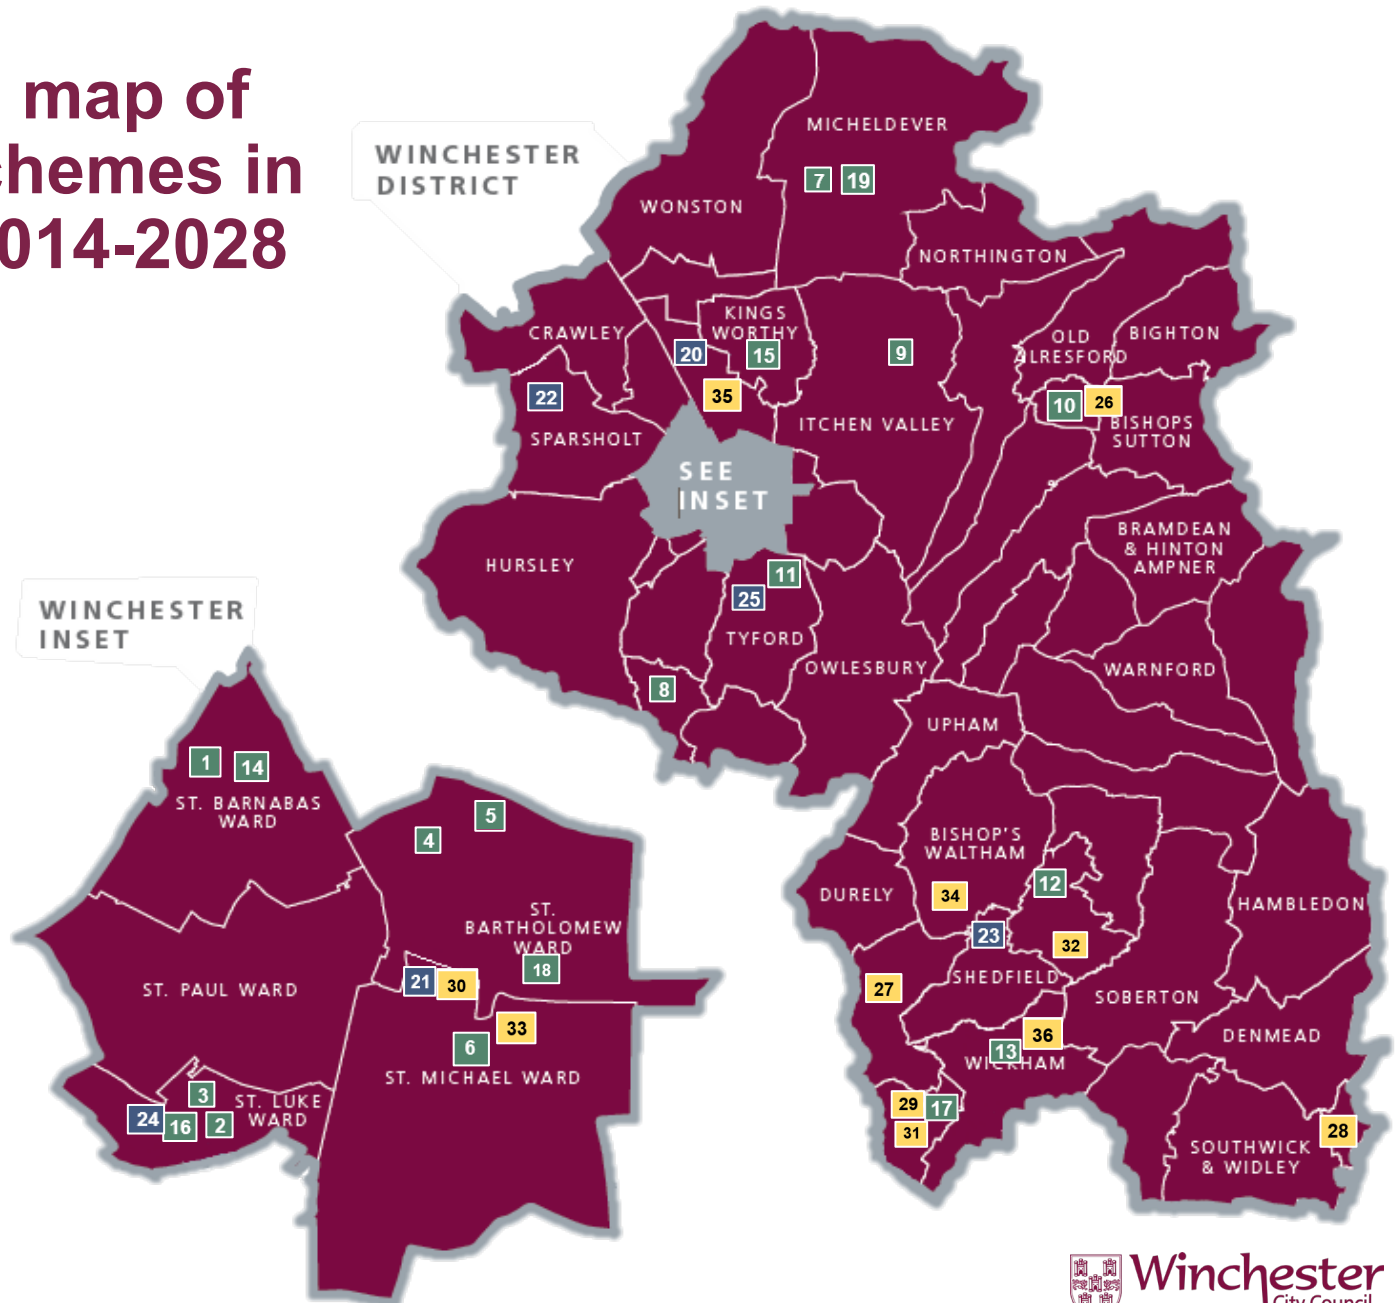 map of
chemes in
014-2028
WINCHESTER
DISTRICT
MICHELDEVER
7
19
WONSTON
NORTHINGTON
CRAWLEY
KINGS
WORTHY
20
15
9
OLD
ALRESFORD
BIGHTON
22
35
10
26
SPARSHOLT
ITCHEN VALLEY
BISHOPS
SUTTON
SEE
INSET
BRAMDEAN
& HINTON
AMPNER
HURSLEY
11
25
TYFORD
OWLESBURY
WARNFORD
8
UPHAM
WINCHESTER
INSET
1
14
ST. BARNABAS
WARD
5
4
ST.
BARTHOLOMEW
WARD
18
ST. PAUL WARD
21
30
33
6
ST. MICHAEL WARD
3
24
16
2
ST. LUKE
WARD
BISHOP'S
WALTHAM
DURELY
34
12
HAMBLEDON
23
32
27
SHEDFIELD
SOBERTON
36
13
WICKHAM
DENMEAD
29
17
31
28
SOUTHWICK
& WIDLEY
Winchester
City Council